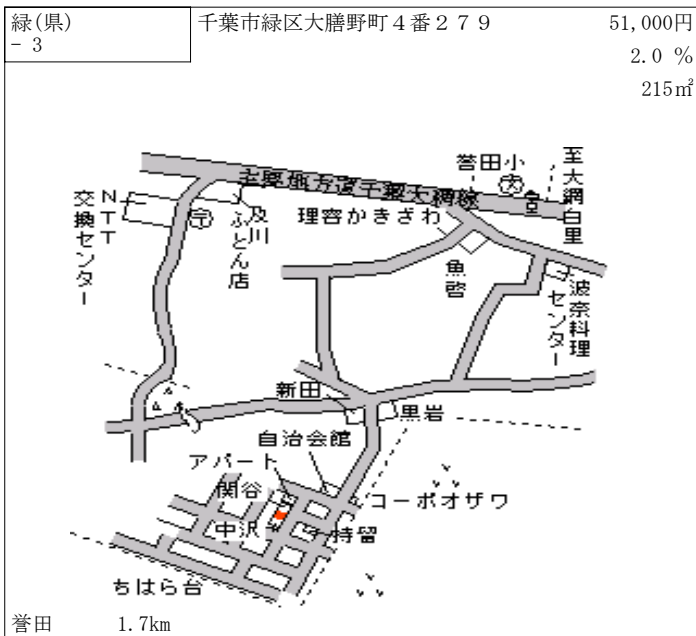 緑(県)
- 3
千葉市緑区大膳野町4番279
51,000円
2.0 %
215㎡
主要地方道千葉大網線
誉田小
至大網白里
NTT
交換センター
及川
ふとん店
理容かきざわ
魚啓
波奈料理
センター
新田
黒岩
自治会館
アパート
関谷
コーポオザワ
中沢
持留
ちはら台
誉田 1.7km